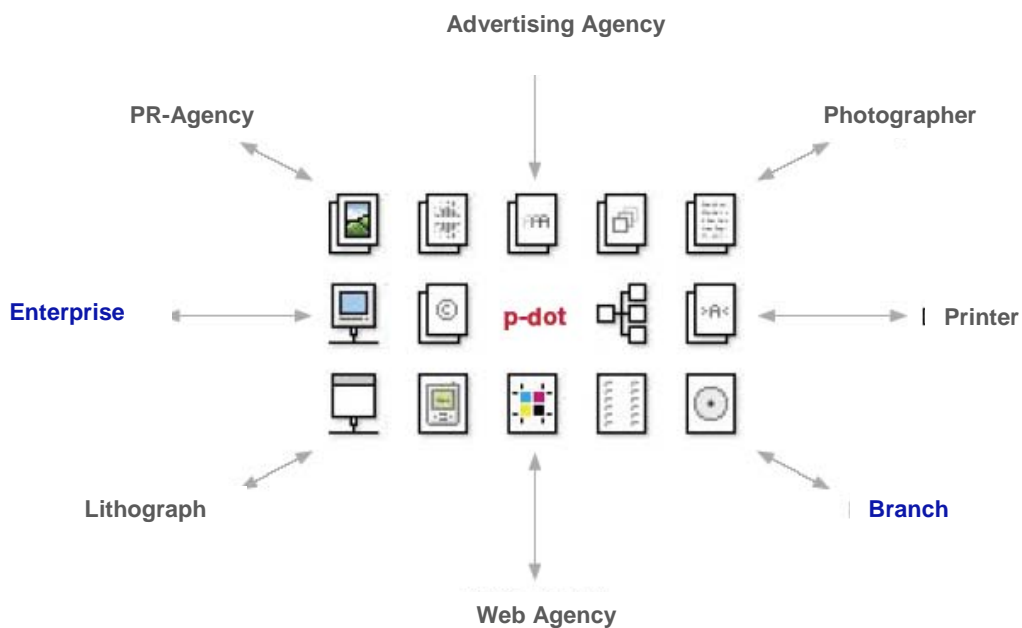 Advertising Agency
PR-Agency
Photographer
Enterprise
p-dot
Printer
Lithograph
Branch
Web Agency